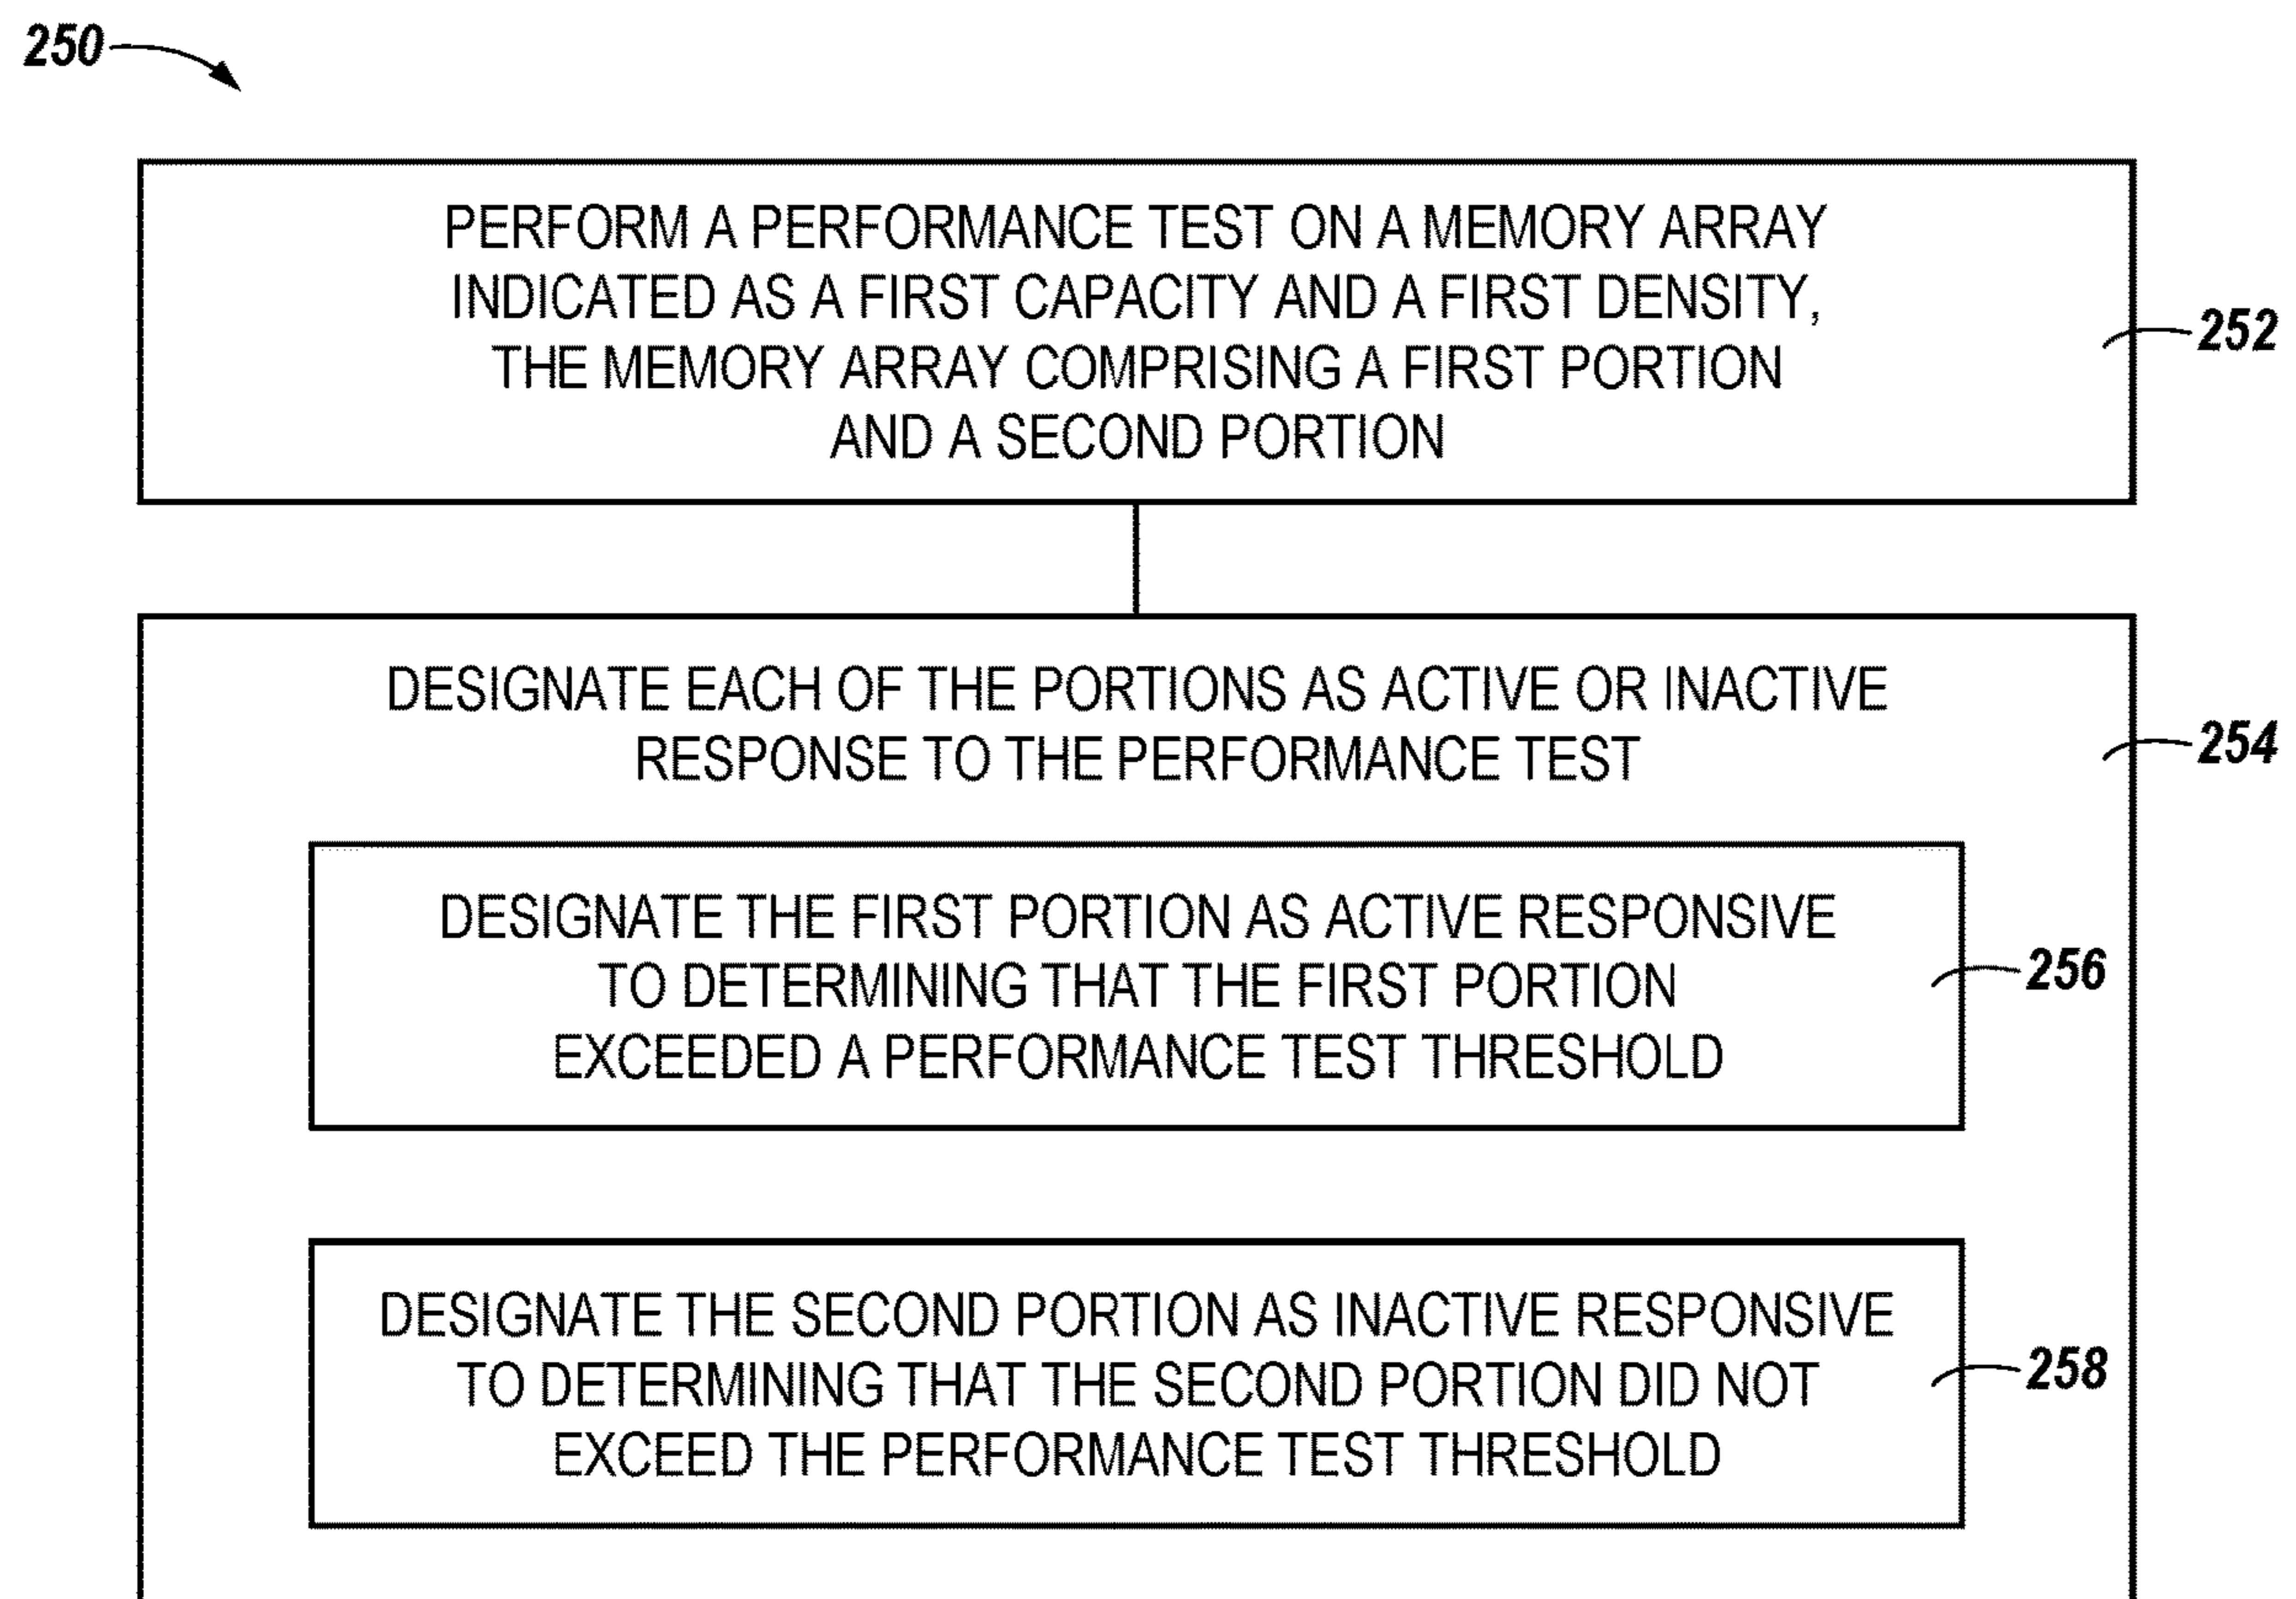 250
PERFORM A PERFORMANCE TEST ON A MEMORY ARRAY
INDICATED AS A FIRST CAPACITY AND A FIRST DENSITY,
THE MEMORY ARRAY COMPRISING A FIRST PORTION
AND A SECOND PORTION
252
DESIGNATE EACH OF THE PORTIONS AS ACTIVE OR INACTIVE
RESPONSE TO THE PERFORMANCE TEST
254
DESIGNATE THE FIRST PORTION AS ACTIVE RESPONSIVE
TO DETERMINING THAT THE FIRST PORTION
EXCEEDED A PERFORMANCE TEST THRESHOLD
256
DESIGNATE THE SECOND PORTION AS INACTIVE RESPONSIVE
TO DETERMINING THAT THE SECOND PORTION DID NOT
EXCEED THE PERFORMANCE TEST THRESHOLD
258